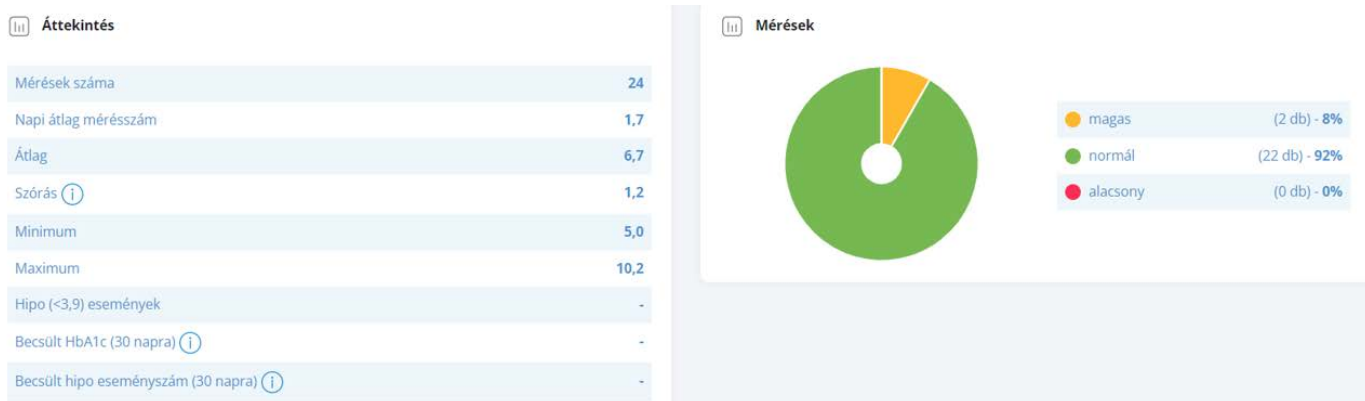 Áttekintés
Mérések száma 24
Napi átlag mérésszám 1,7
Átlag 6,7
Szórás 1,2
Minimum 5,0
Maximum 10,2
Hipo (<3,9) események -
Becsült HbA1c (30 napra) -
Becsült hipo eseményszám (30 napra) -
Mérések
magas (2 db) - 8%
normál (22 db) - 92%
alacsony (0 db) - 0%